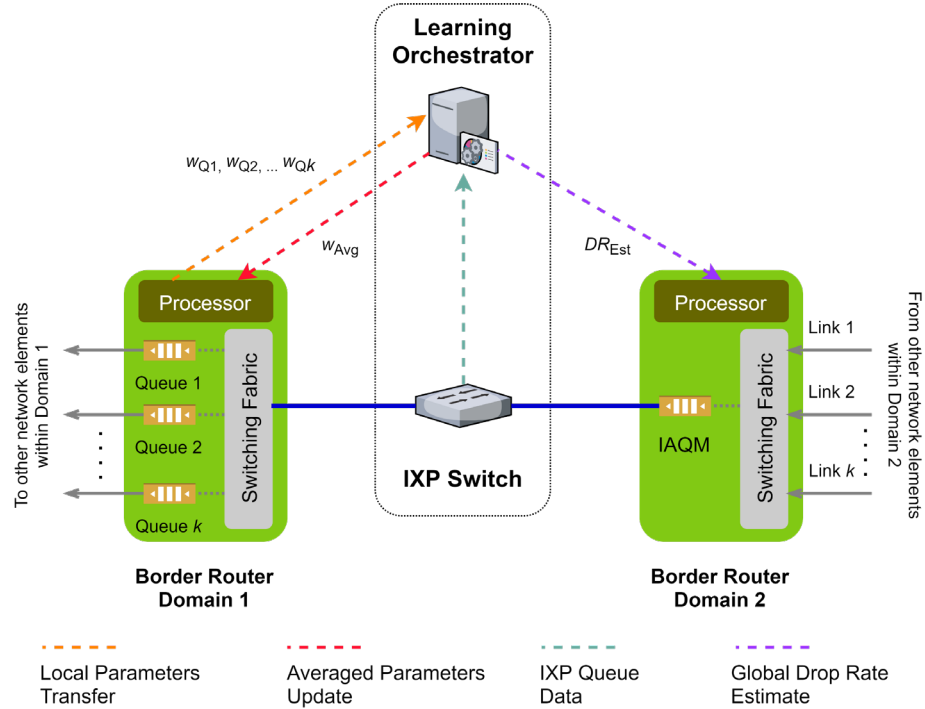 Learning
Orchestrator
wQ1, wQ2, ... wQk
wAvg
DREst
Processor
Processor
To other network elements
within Domain 1
Queue 1
Queue 2
Queue k
Switching Fabric
IXP Switch
IAQM
Switching Fabric
Link 1
Link 2
Link k
From other network elements
within Domain 2
Border Router
Domain 1
Border Router
Domain 2
Local Parameters
Transfer
Averaged Parameters
Update
IXP Queue
Data
Global Drop Rate
Estimate